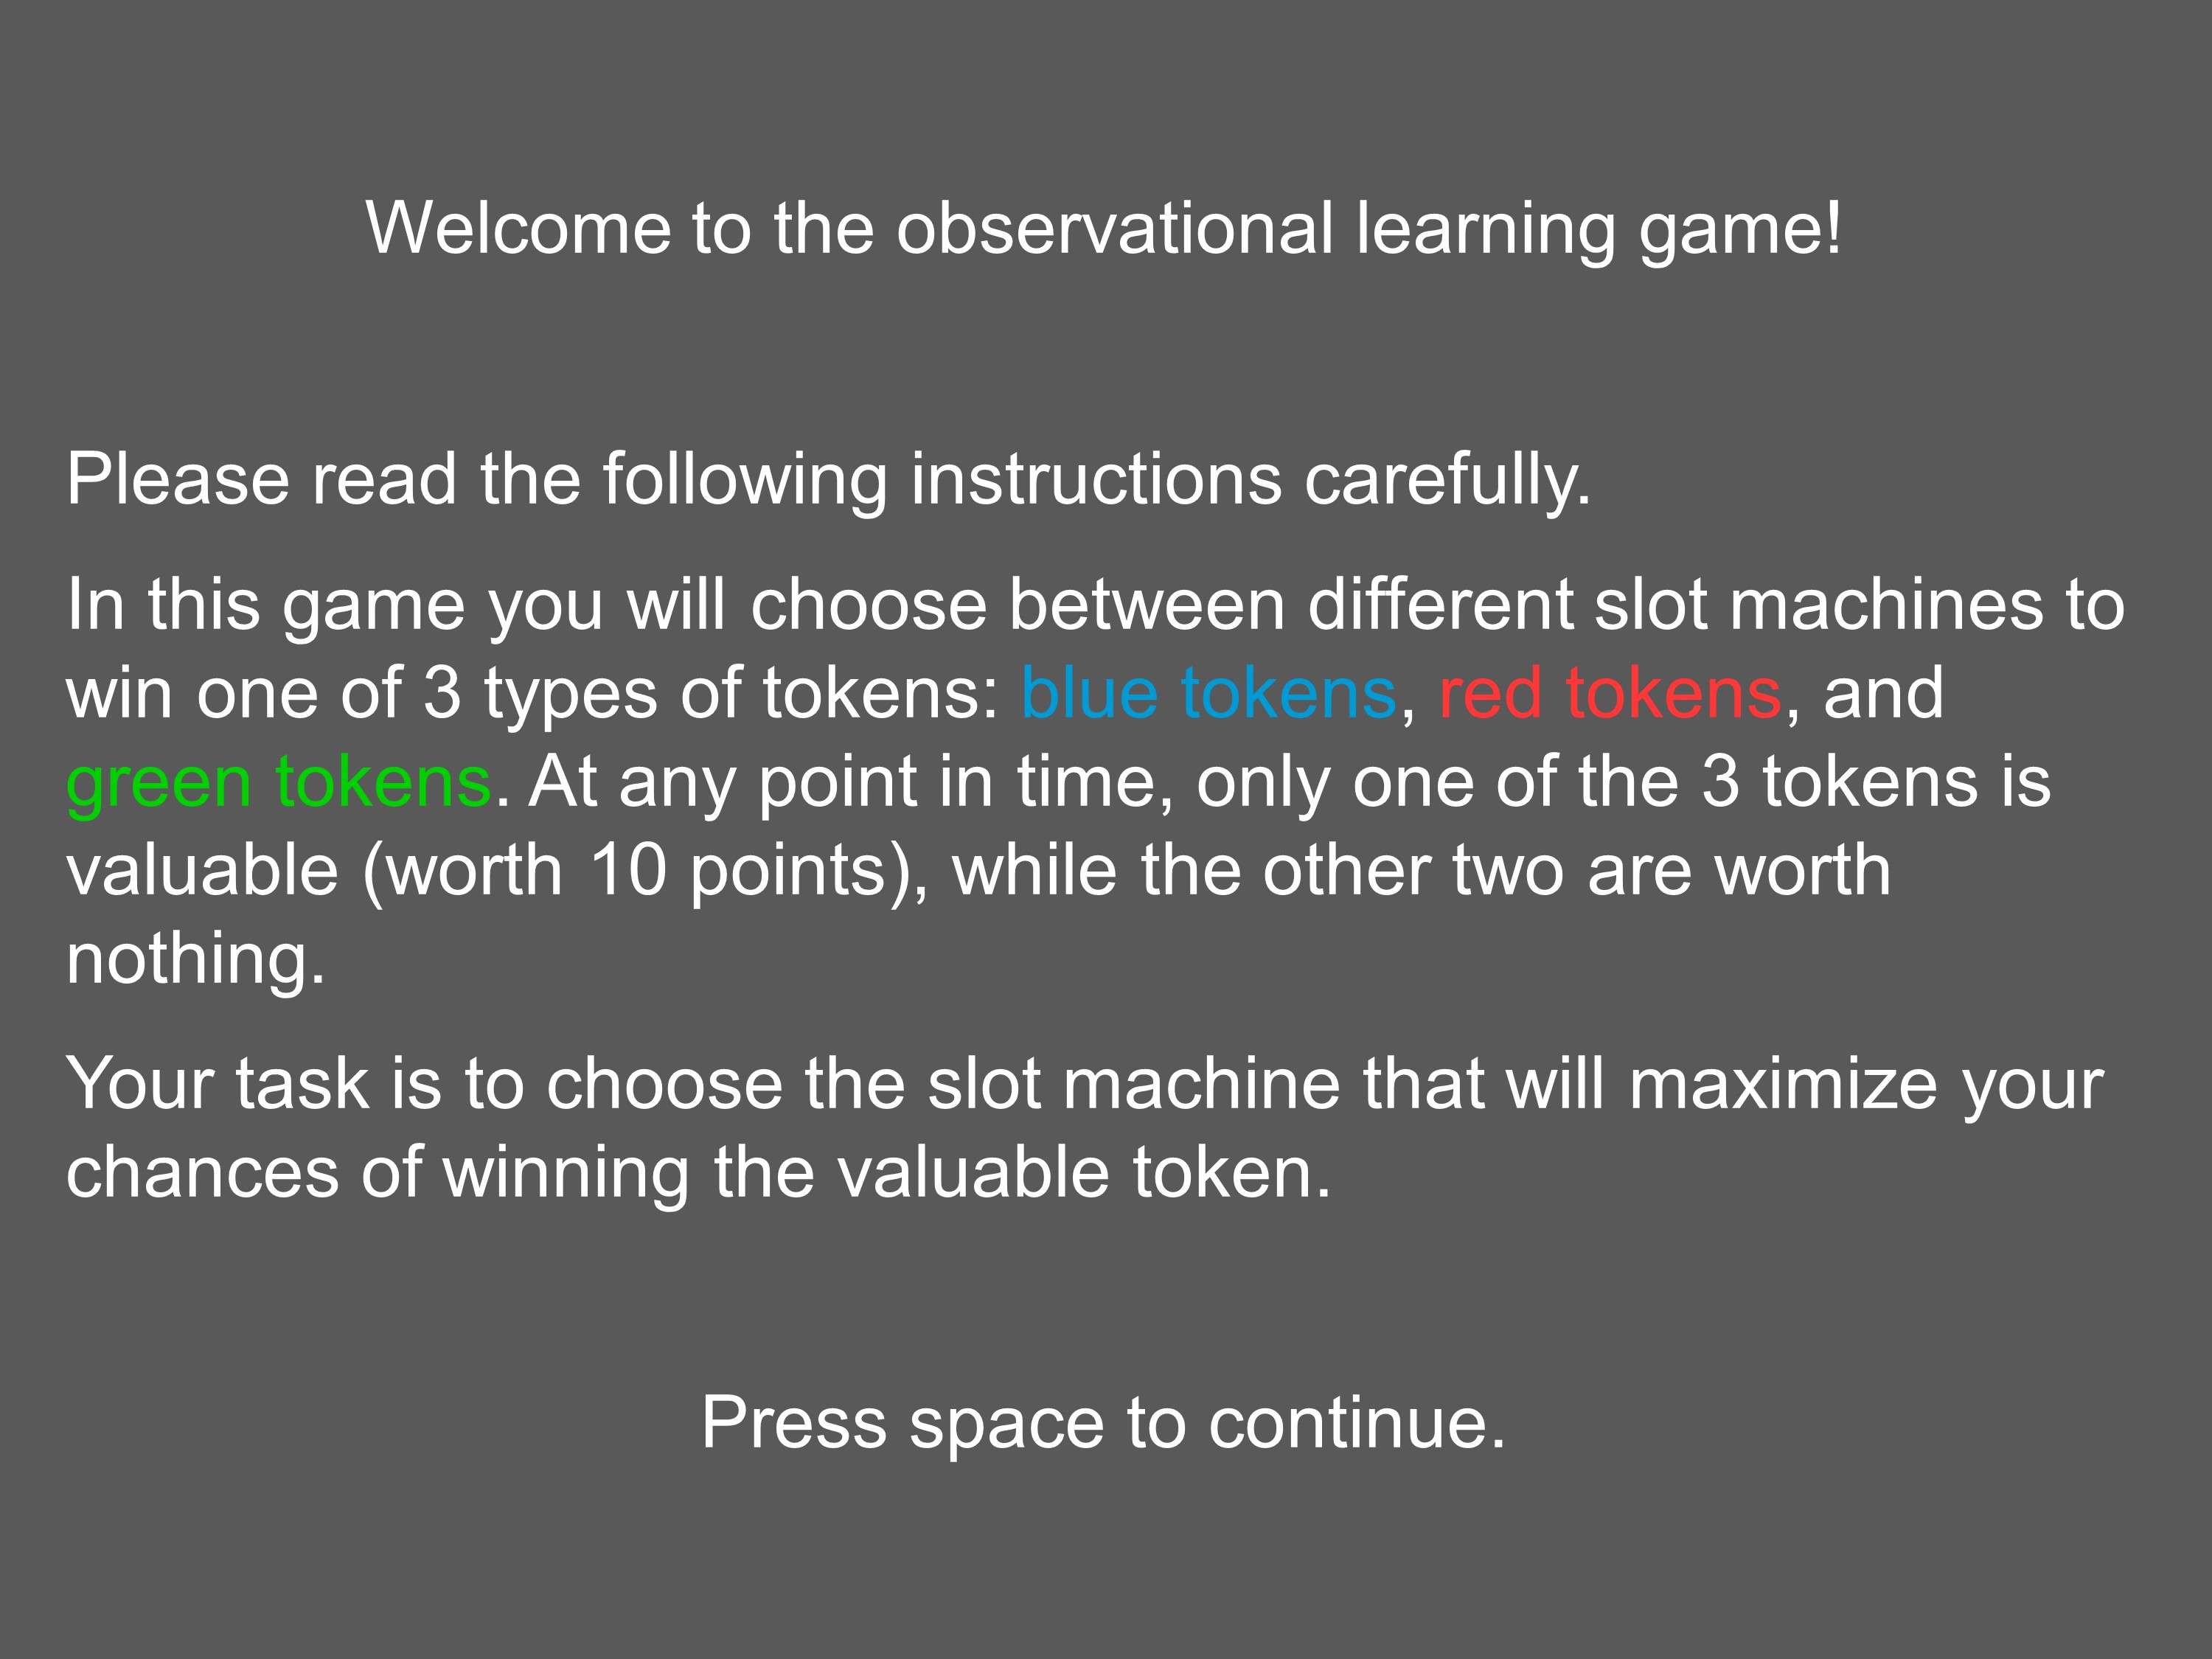 Welcome to the observational learning game!
Please read the following instructions carefully.
In this game you will choose between different slot machines to
win one of 3 types of tokens: blue tokens, red tokens, and
green tokens. At any point in time, only one of the 3 tokens is
valuable (worth 10 points), while the other two are worth
nothing.
Your task is to choose the slot machine that will maximize your
chances of winning the valuable token.
Press space to continue.